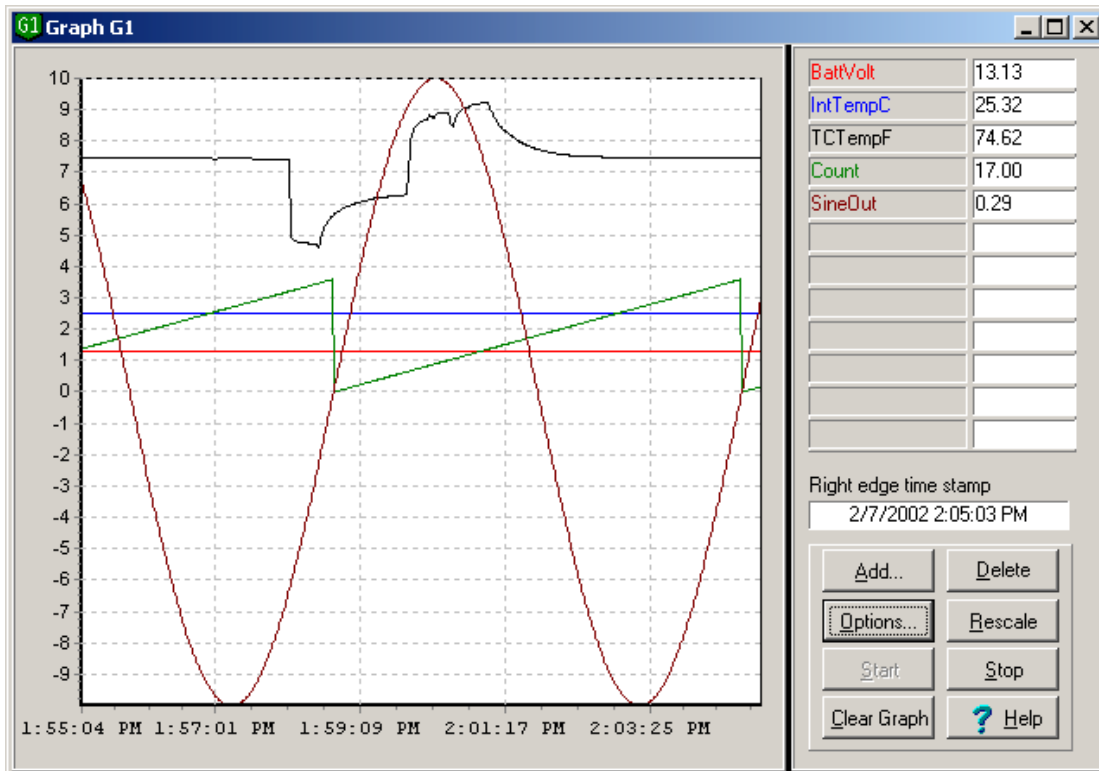 G1 Graph G1
10
9
8
7
6
5
4
3
2
1
0
-1
-2
-3
-4
-5
-6
-7
-8
-9
1:55:04 PM 1:57:01 PM 1:59:09 PM 2:01:17 PM 2:03:25 PM
BattVolt 13.13
IntTempC 25.32
TCTempF 74.62
Count 17.00
SineOut 0.29
Right edge time stamp
2/7/2002 2:05:03 PM
Add... Delete
Options... Rescale
Start Stop
Clear Graph ? Help